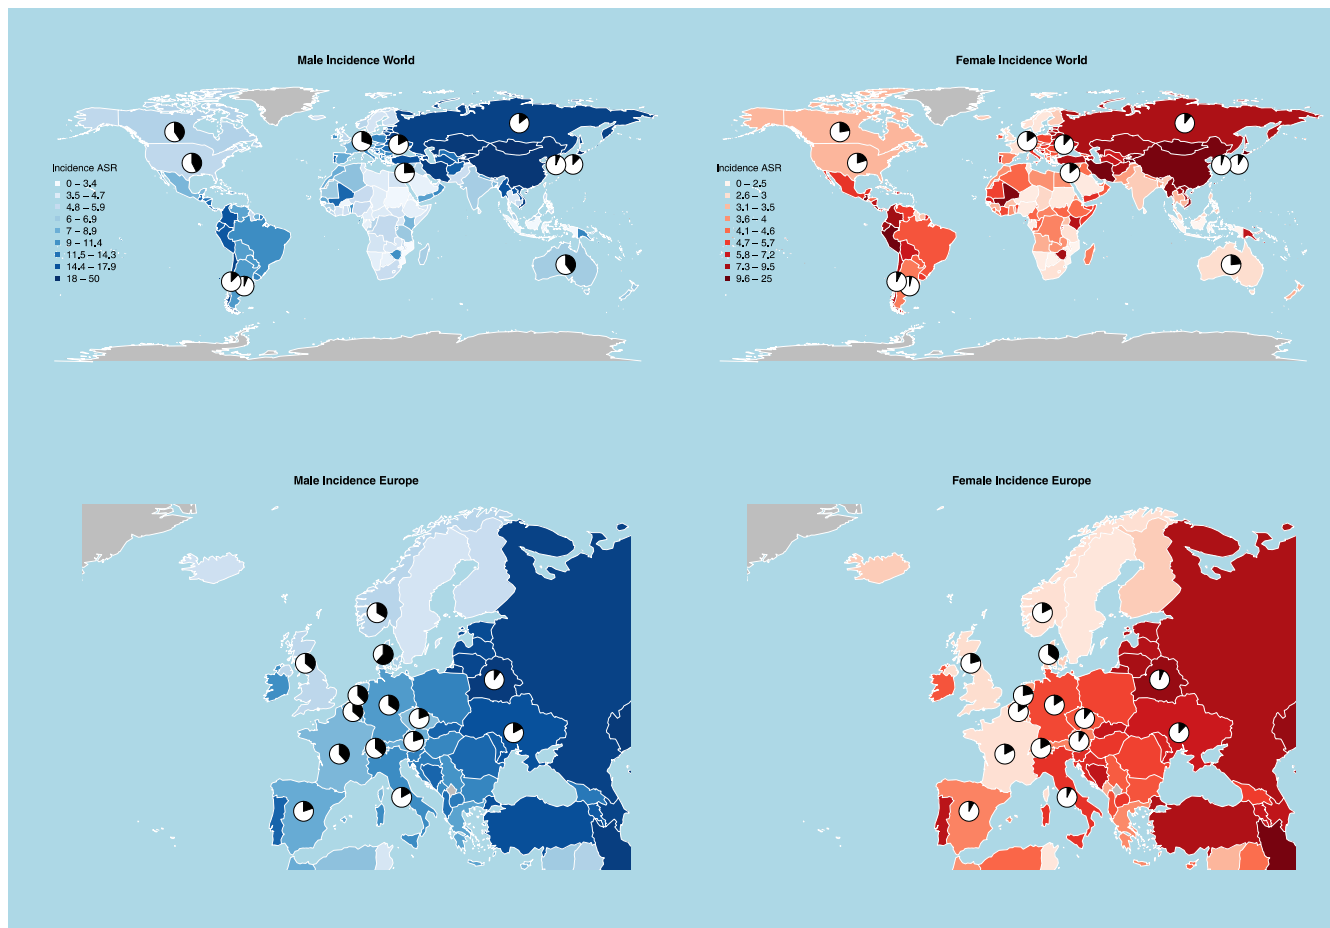 Male Incidence World
Female Incidence World
Incidence ASR
0 – 3.4
3.5 – 4.7
4.8 – 5.9
6 – 6.9
7 – 8.9
9 – 11.4
11.5 – 14.3
14.4 – 17.9
18 – 50
Incidence ASR
0 – 2.5
2.6 – 3
3.1 – 3.5
3.6 – 4
4.1 – 4.6
4.7 – 5.7
5.8 – 7.2
7.3 – 9.5
9.6 – 25
Male Incidence Europe
Female Incidence Europe